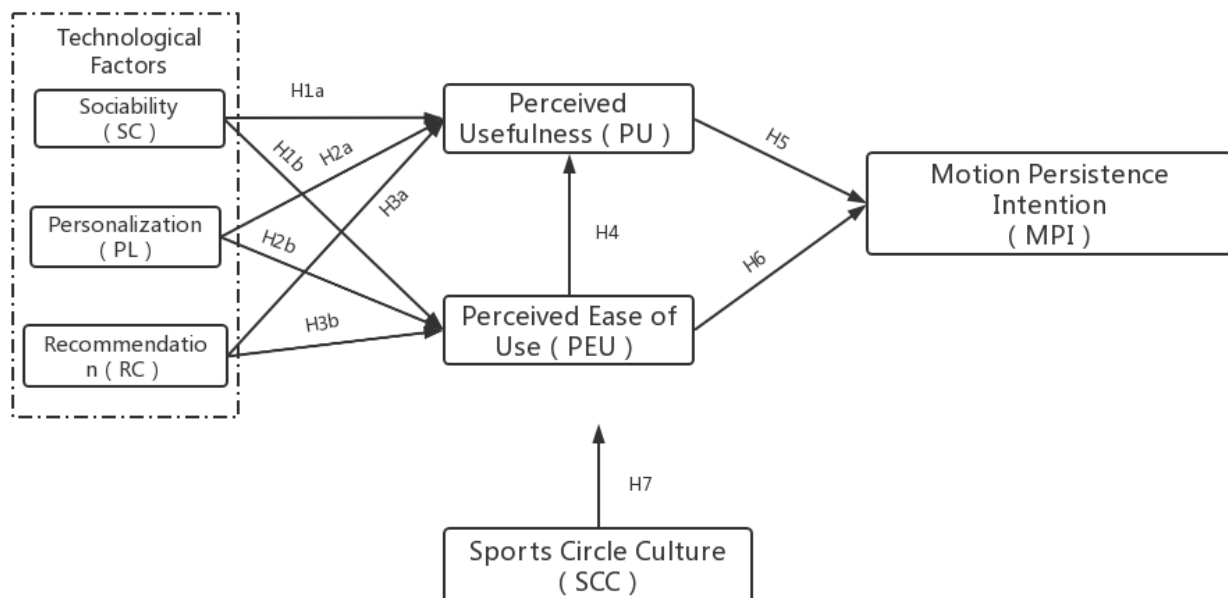 Technological
Factors
Sociability
( SC )
Personalization
( PL )
Recommendatio
n ( RC )
H1a
H1b
H2a
H3a
H2b
H3b
Perceived
Usefulness ( PU )
H4
Perceived Ease of
Use ( PEU )
H5
H6
Motion Persistence
Intention
( MPI )
H7
Sports Circle Culture
( SCC )